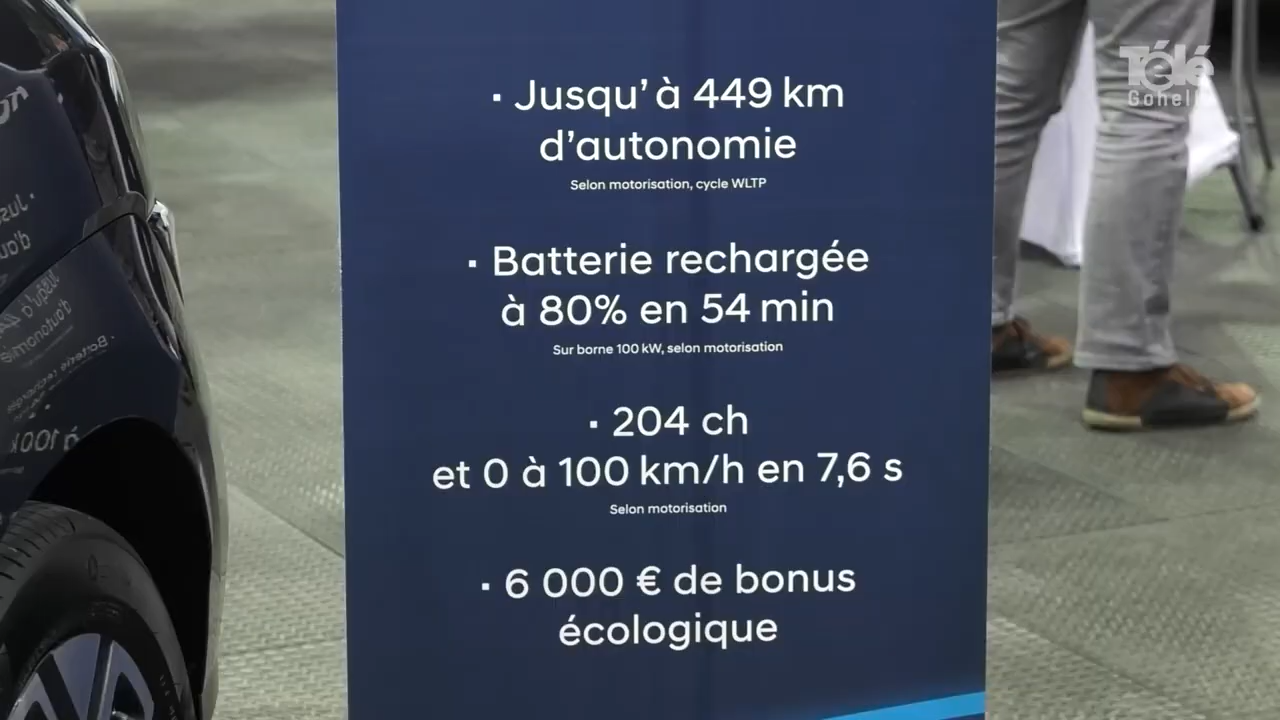 Télé
Gohelle
· Jusqu'à 449 km
d'autonomie
Selon motorisation, cycle WLTP
· Batterie rechargée
à 80% en 54 min
Sur borne 100 kW, selon motorisation
· 204 ch
et 0 à 100 km/h en 7,6 s
Selon motorisation
· 6 000 € de bonus
écologique